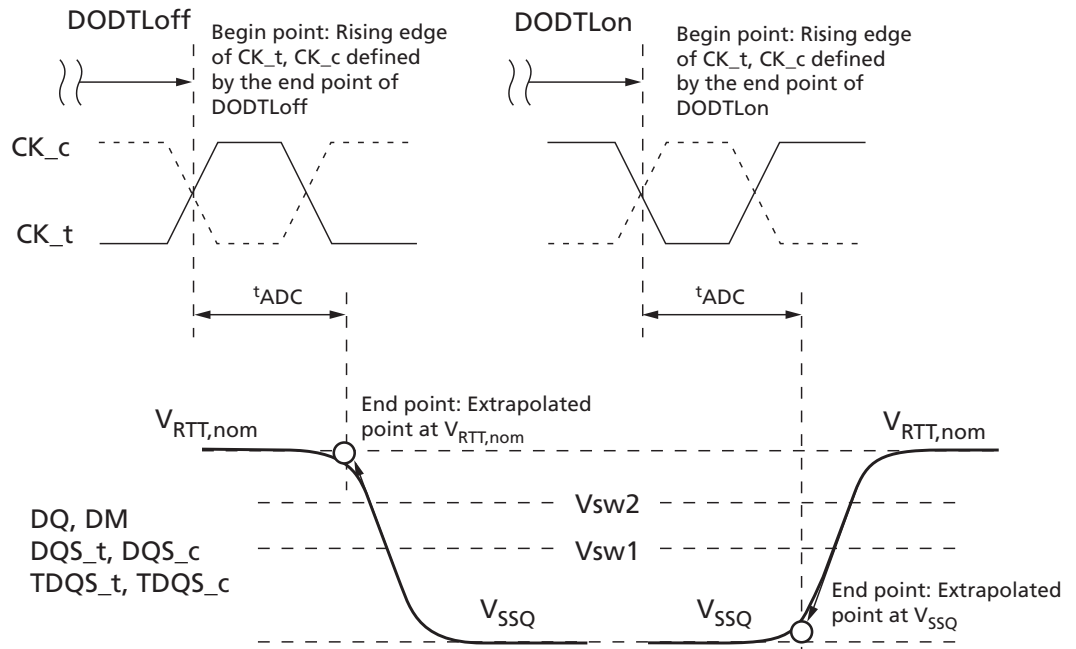 DODTLoff
Begin point: Rising edge
of CK_t, CK_c defined
by the end point of
DODTLoff
DODTLon
Begin point: Rising edge
of CK_t, CK_c defined
by the end point of
DODTLon
CK_c
CK_t
tADC
tADC
End point: Extrapolated
point at VRTT,nom
VRTT,nom
VRTT,nom
Vsw2
DQ, DM
DQS_t, DQS_c
TDQS_t, TDQS_c
Vsw1
VSSQ
VSSQ
End point: Extrapolated
point at VSSQ